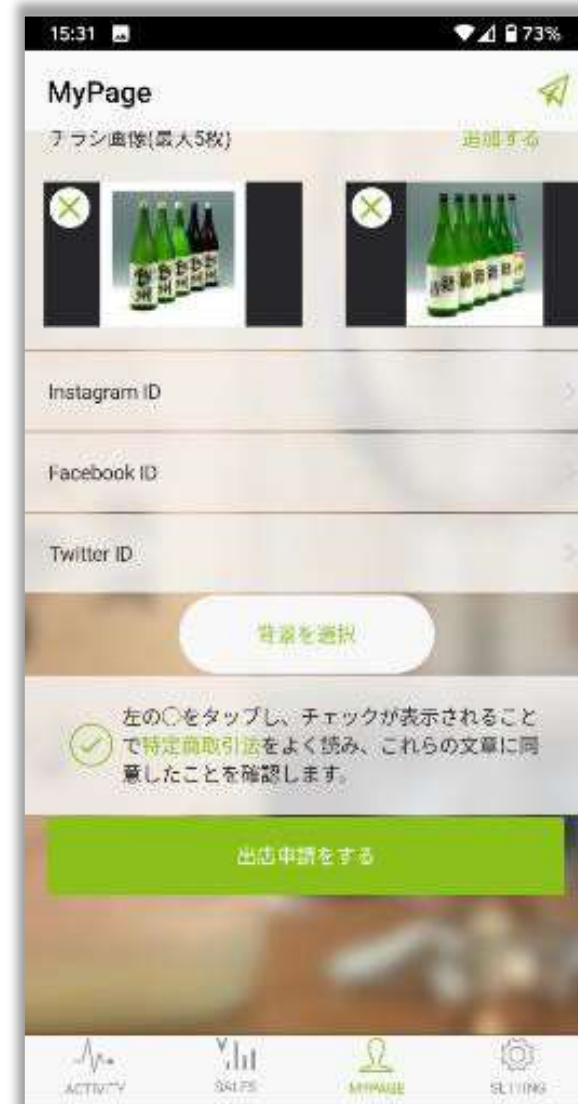 15:31
73%
MyPage
チラシ画像(最大5枚)
追加する
Instagram ID
Facebook ID
Twitter ID
背景を選択
左の○をタップし、チェックが表示されること
で特定商取引法をよく読み、これらの文章に同
意したことを確認します。
出店申請をする
ACTIVITY
SALES
MYPAGE
SETTING